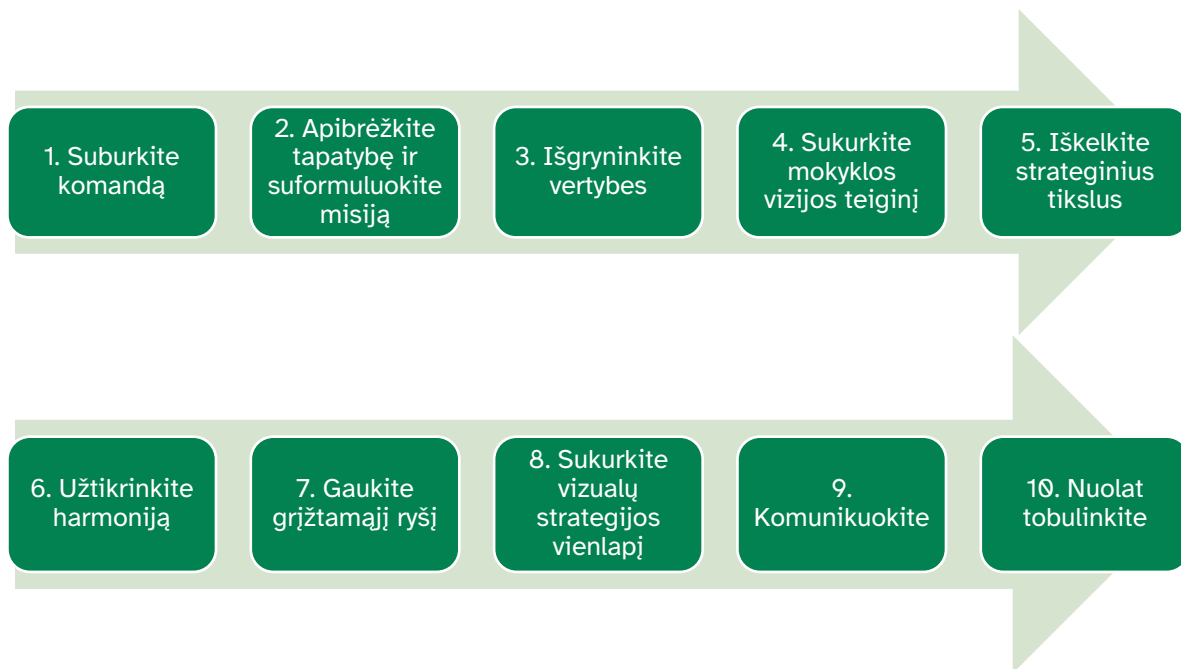 1. Suburkite
komandą
2. Apibrėžkite
tapatybę ir
suformuluokite
misiją
3. Išgryninkite
vertybes
4. Sukurkite
mokyklos
vizijos teiginį
5. Iškelkite
strateginius
tikslus
6. Užtikrinkite
harmoniją
7. Gaukite
grįžtamąjį ryšį
8. Sukurkite
vizualų
strategijos
vienlapį
9.
Komunikuokite
10. Nuolat
tobulinkite